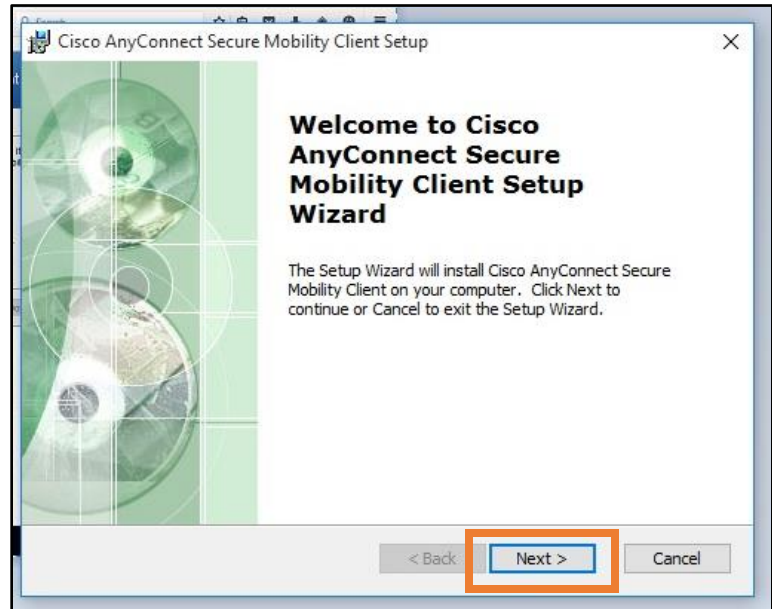 Search
Cisco AnyConnect Secure Mobility Client Setup
Welcome to Cisco
AnyConnect Secure
Mobility Client Setup
Wizard
The Setup Wizard will install Cisco AnyConnect Secure
Mobility Client on your computer. Click Next to
continue or Cancel to exit the Setup Wizard.
< Back Next > Cancel